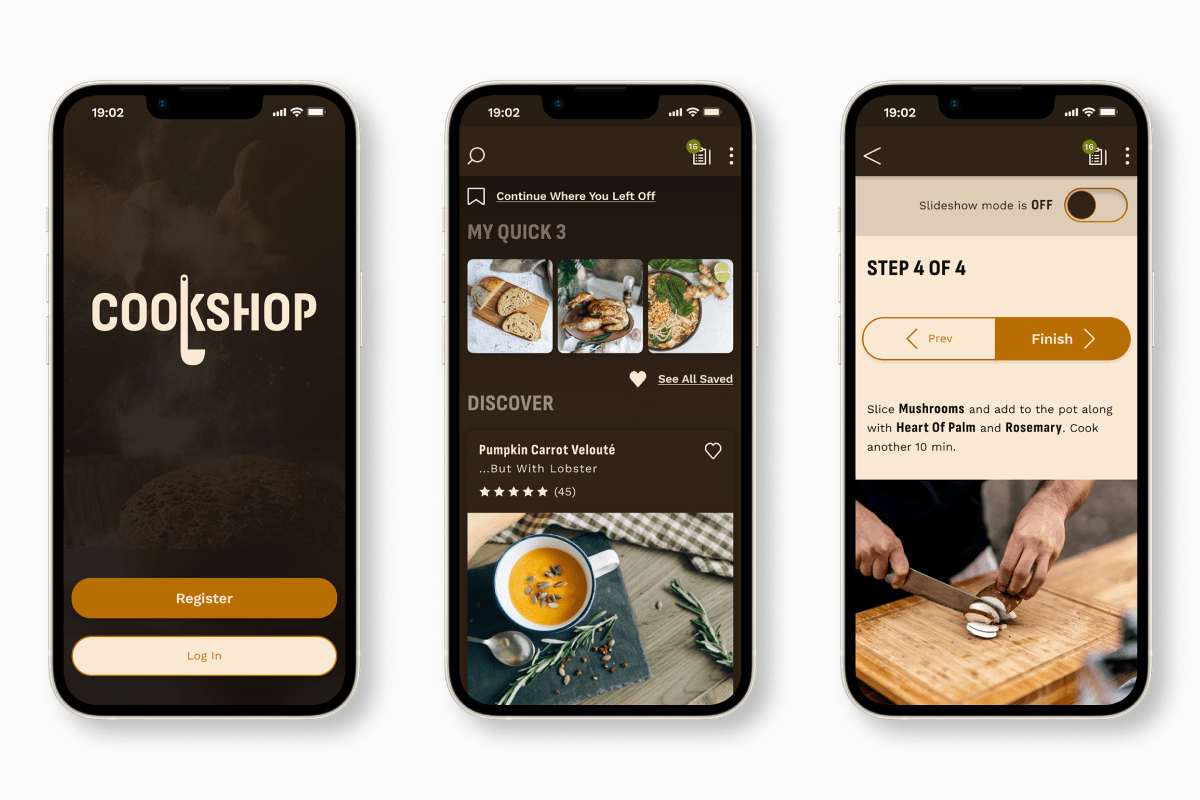 19:02
COOKSHOP
Register
Log In
19:02
16
Continue Where You Left Off
MY QUICK 3
See All Saved
DISCOVER
Pumpkin Carrot Velouté
...But With Lobster
(45)
19:02
16
Slideshow mode is OFF
STEP 4 OF 4
Prev
Finish
Slice Mushrooms and add to the pot along
with Heart Of Palm and Rosemary. Cook
another 10 min.